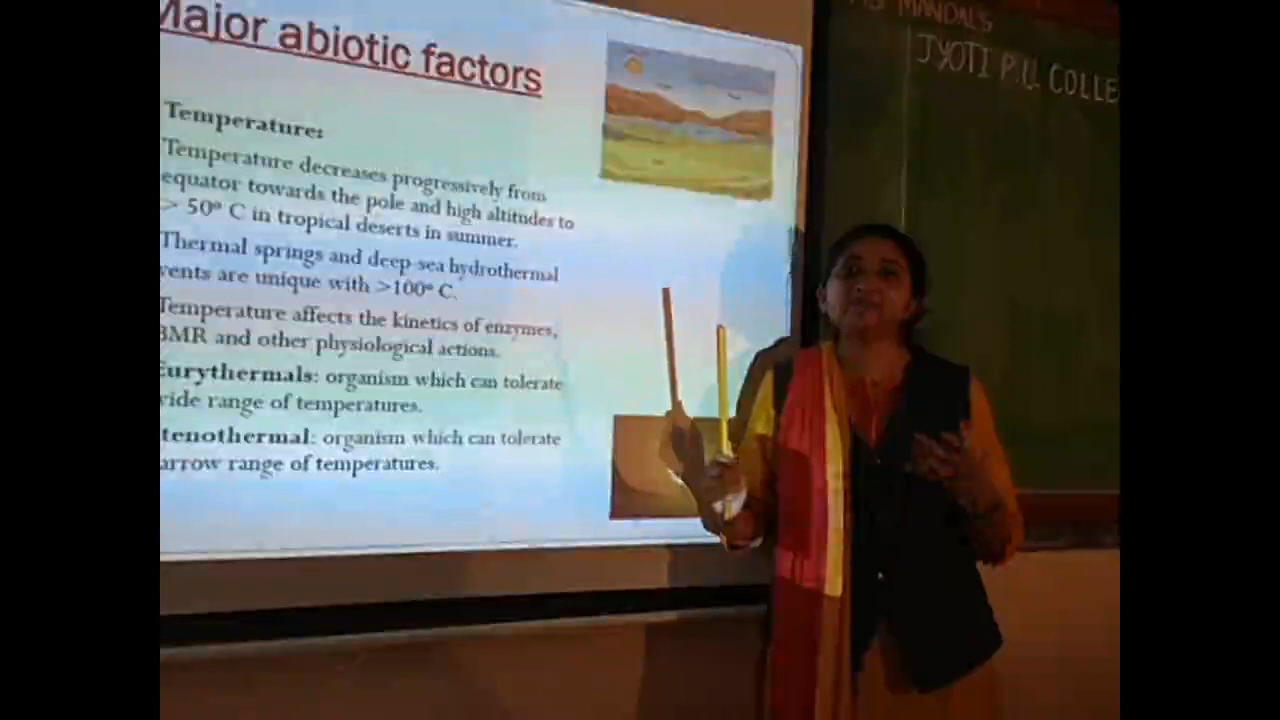 Major abiotic factors
Temperature:
Temperature decreases progressively from
equator towards the pole and high altitudes to
> 50° C in tropical deserts in summer.
Thermal springs and deep-sea hydrothermal
vents are unique with >100° C.
Temperature affects the kinetics of enzymes,
BMR and other physiological actions.
Eurythermals: organism which can tolerate
wide range of temperatures.
tenothermal: organism which can tolerate
arrow range of temperatures.
MANDAL'S
JYOTI P.U. COLLE